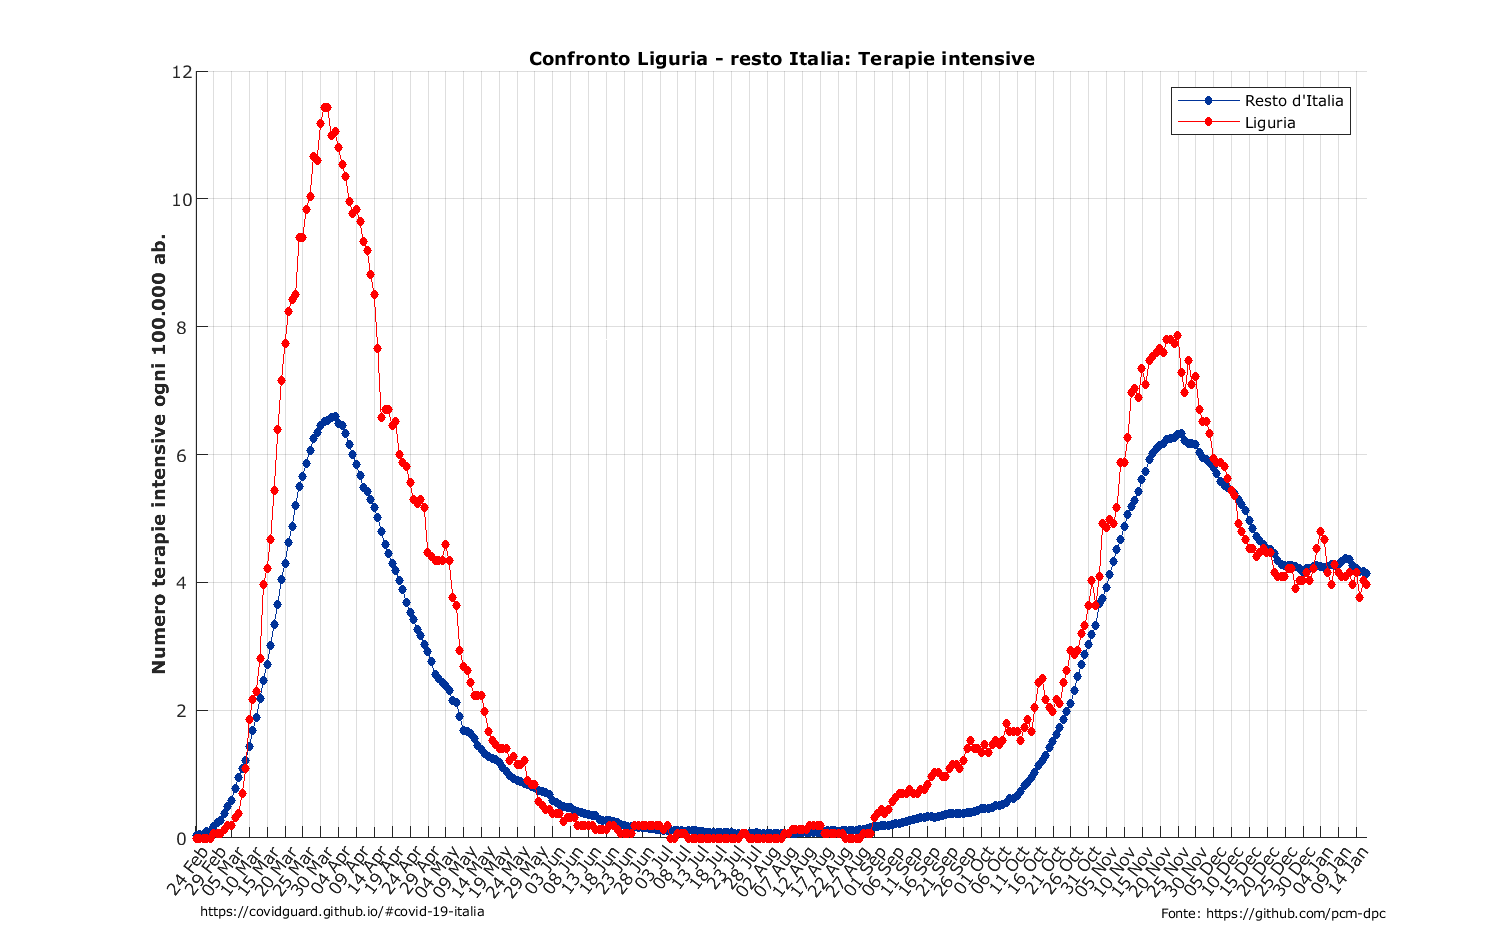 Confronto Liguria - resto Italia: Terapie intensive
Resto d'Italia
Liguria
Numero terapie intensive ogni 100.000 ab.
12
10
8
6
4
2
0
24 Feb
29 Feb
05 Mar
10 Mar
15 Mar
20 Mar
25 Mar
30 Mar
04 Apr
09 Apr
14 Apr
19 Apr
24 Apr
29 Apr
04 May
09 May
14 May
19 May
24 May
29 May
03 Jun
08 Jun
13 Jun
18 Jun
23 Jun
28 Jun
03 Jul
08 Jul
13 Jul
18 Jul
23 Jul
28 Jul
02 Aug
07 Aug
12 Aug
17 Aug
22 Aug
27 Aug
01 Sep
06 Sep
11 Sep
16 Sep
21 Sep
26 Sep
01 Oct
06 Oct
11 Oct
16 Oct
21 Oct
26 Oct
31 Oct
05 Nov
10 Nov
15 Nov
20 Nov
25 Nov
30 Nov
05 Dec
10 Dec
15 Dec
20 Dec
25 Dec
30 Dec
04 Jan
09 Jan
14 Jan
https://covidguard.github.io/#covid-19-italia
Fonte: https://github.com/pcm-dpc